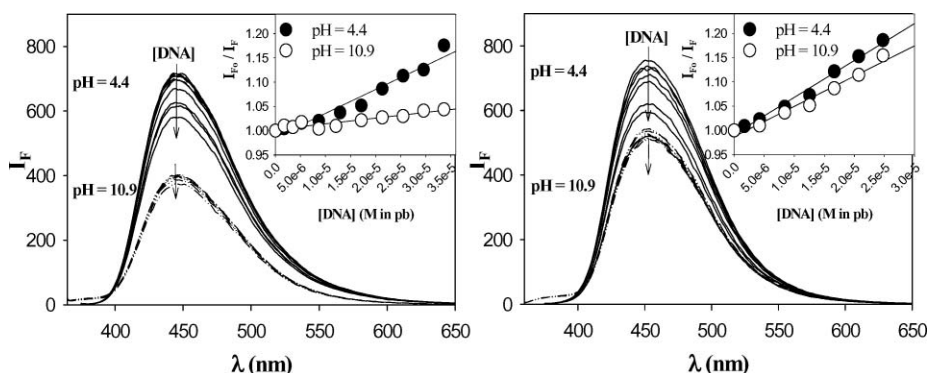 800
600
400
200
0
I_F
[DNA]
pH = 4.4
pH = 10.9
400
450
500
550
600
650
λ (nm)
pH = 4.4
pH = 10.9
I_Fo / I_F
1.20
1.15
1.10
1.05
1.00
0.95
0.0
5.0e-6
1.0e-5
1.5e-5
2.0e-5
2.5e-5
3.0e-5
3.5e-5
[DNA] (M in pb)
800
600
400
200
0
I_F
[DNA]
pH = 4.4
pH = 10.9
400
450
500
550
600
650
λ (nm)
pH = 4.4
pH = 10.9
I_Fo / I_F
1.20
1.15
1.10
1.05
1.00
0.95
0.0
5.0e-6
1.0e-5
1.5e-5
2.0e-5
2.5e-5
3.0e-5
[DNA] (M in pb)